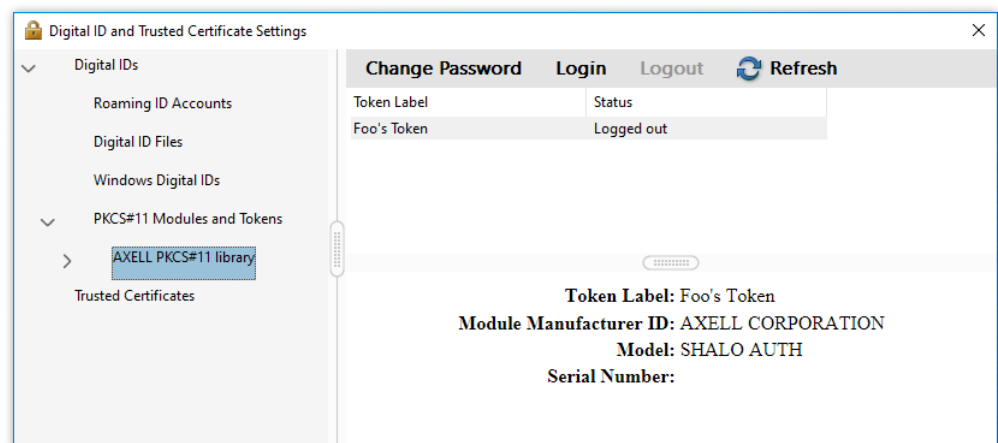 Digital ID and Trusted Certificate Settings
Digital IDs
Roaming ID Accounts
Digital ID Files
Windows Digital IDs
PKCS#11 Modules and Tokens
AXELL PKCS#11 library
Trusted Certificates
Change Password Login Logout Refresh
Token Label Status
Foo's Token Logged out
Token Label: Foo's Token
Module Manufacturer ID: AXELL CORPORATION
Model: SHALO AUTH
Serial Number: